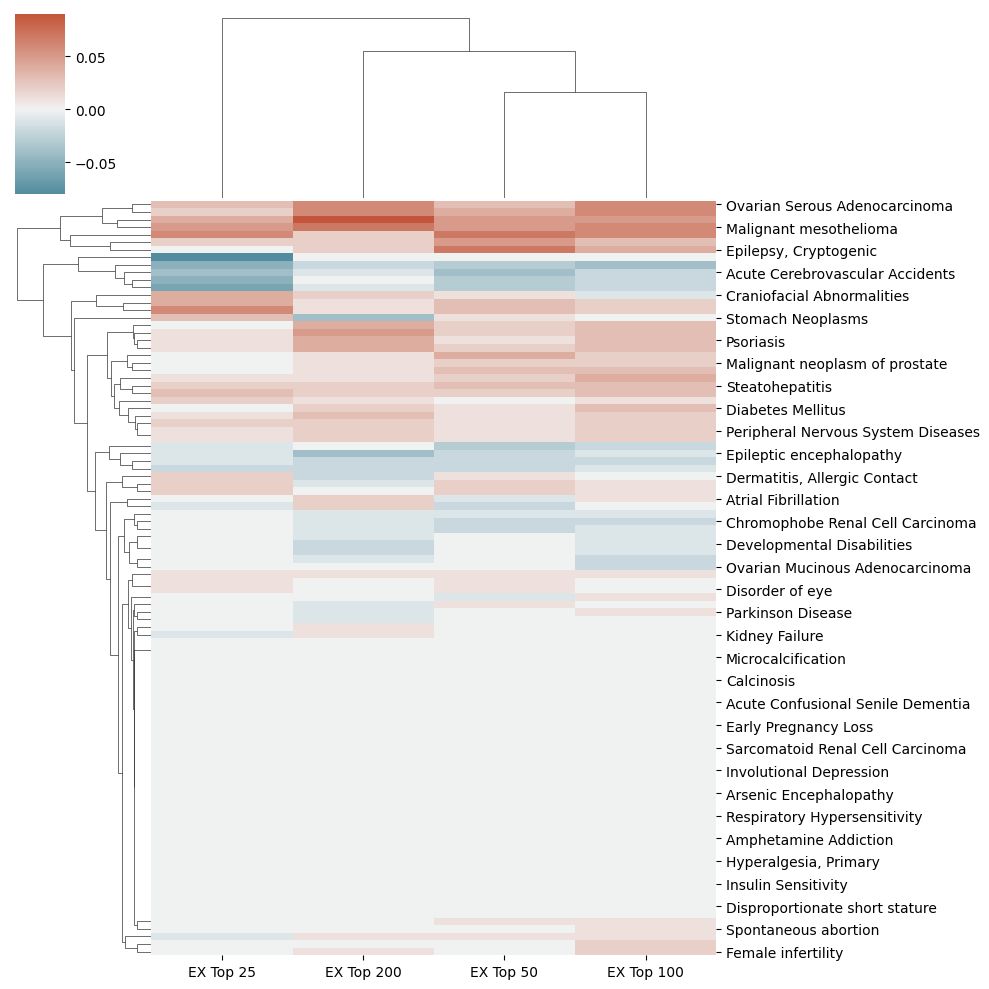 0.05
0.00
−0.05
Ovarian Serous Adenocarcinoma
Malignant mesothelioma
Epilepsy, Cryptogenic
Acute Cerebrovascular Accidents
Craniofacial Abnormalities
Stomach Neoplasms
Psoriasis
Malignant neoplasm of prostate
Steatohepatitis
Diabetes Mellitus
Peripheral Nervous System Diseases
Epileptic encephalopathy
Dermatitis, Allergic Contact
Atrial Fibrillation
Chromophobe Renal Cell Carcinoma
Developmental Disabilities
Ovarian Mucinous Adenocarcinoma
Disorder of eye
Parkinson Disease
Kidney Failure
Microcalcification
Calcinosis
Acute Confusional Senile Dementia
Early Pregnancy Loss
Sarcomatoid Renal Cell Carcinoma
Involutional Depression
Arsenic Encephalopathy
Respiratory Hypersensitivity
Amphetamine Addiction
Hyperalgesia, Primary
Insulin Sensitivity
Disproportionate short stature
Spontaneous abortion
Female infertility
EX Top 25 EX Top 200 EX Top 50 EX Top 100